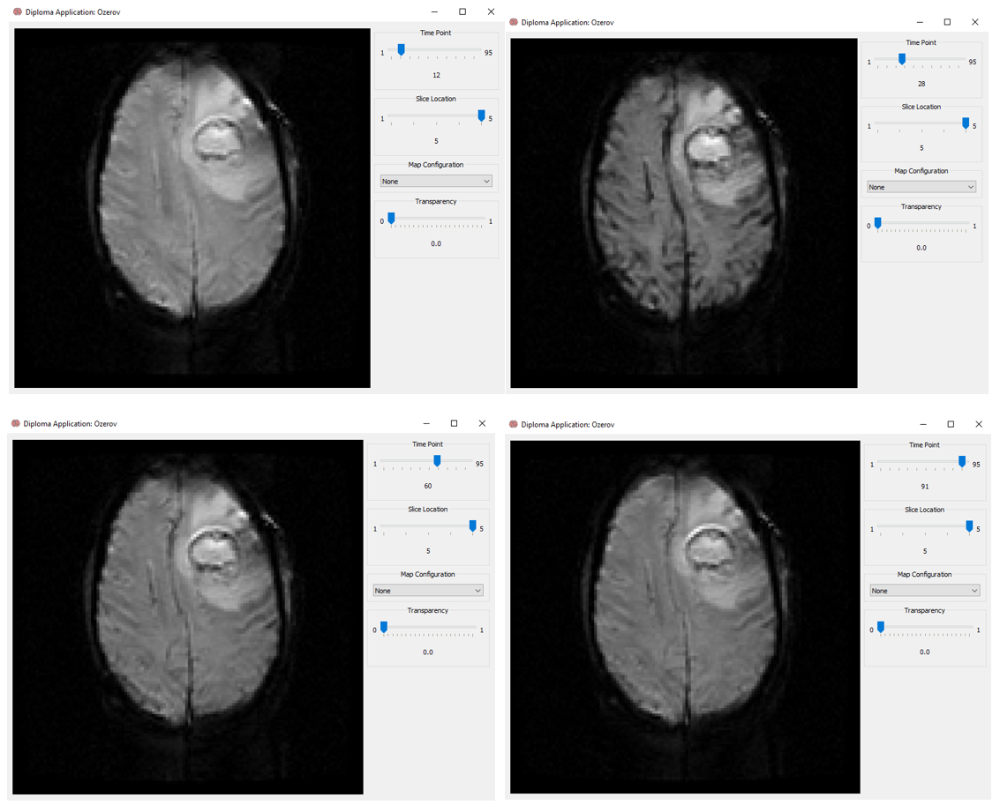 Diploma Application: Ozerov
Time Point
1 95
12
Slice Location
1 5
5
Map Configuration
None
Transparency
0 1
0.0
Diploma Application: Ozerov
Time Point
1 95
28
Slice Location
1 5
5
Map Configuration
None
Transparency
0 1
0.0
Diploma Application: Ozerov
Time Point
1 95
60
Slice Location
1 5
5
Map Configuration
None
Transparency
0 1
0.0
Diploma Application: Ozerov
Time Point
1 95
91
Slice Location
1 5
5
Map Configuration
None
Transparency
0 1
0.0